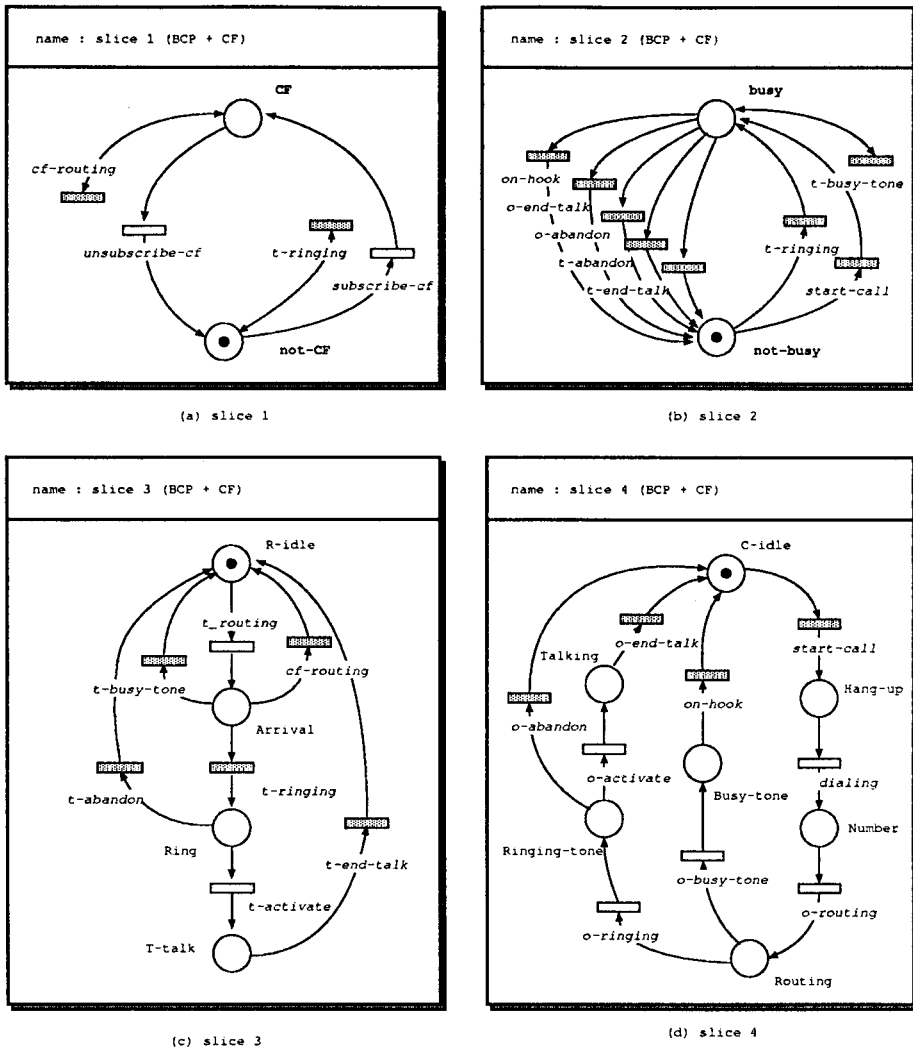 name : slice 1 (BCP + CF)
CF
cf-routing
unsubscribe-cf
t-ringing
subscribe-cf
not-CF
(a) slice 1
name : slice 2 (BCP + CF)
busy
on-hook
t-busy-tone
o-end-talk
o-abandon
t-ringing
t-abandon
t-end-talk
start-call
not-busy
(b) slice 2
name : slice 3 (BCP + CF)
R-idle
t_routing
t-busy-tone
cf-routing
Arrival
t-abandon
t-ringing
Ring
t-end-talk
t-activate
T-talk
(c) slice 3
name : slice 4 (BCP + CF)
C-idle
o-end-talk
start-call
Talking
on-hook
Hang-up
o-abandon
o-activate
dialing
Busy-tone
Number
Ringing-tone
o-busy-tone
o-routing
o-ringing
Routing
(d) slice 4